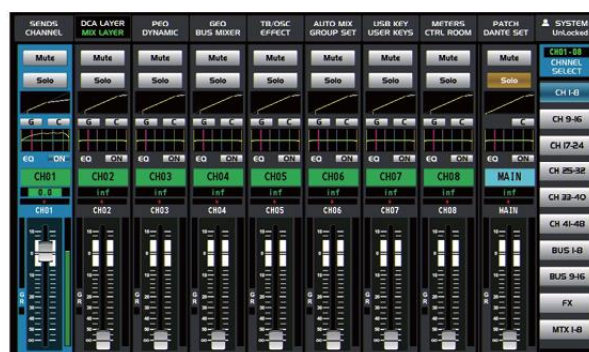 SENDS DCA LAYER PEQ GEQ TB/OSC AUTO MIX USB KEY METERS PATCH SYSTEM
CHANNEL MIX LAYER DYNAMIC BUS MIXER EFFECT GROUP SET USER KEYS CTRL ROOM DANTE SET UnLocked
Mute Mute Mute Mute Mute Mute Mute Mute Mute CH01-08
CHNNEL
SELECT
Solo Solo Solo Solo Solo Solo Solo Solo Solo
CH 1-8
G C G C G C G C G C G C G C G C C CH 9-16
CH 17-24
EQ ON EQ ON EQ ON EQ ON EQ ON EQ ON EQ ON EQ ON EQ ON
CH01 CH02 CH03 CH04 CH05 CH06 CH07 CH08 MAIN CH 25-32
0.0 inf inf inf inf inf inf inf inf CH 33-40
CH01 CH02 CH03 CH04 CH05 CH06 CH07 CH08 MAIN
CH 41-48
BUS 1-8
BUS 9-16
FX
MTX 1-8